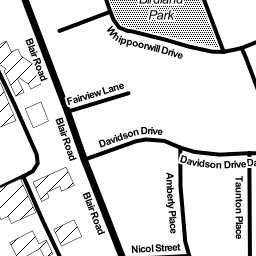 Birdland
Park
Whippoorwill Drive
Blair Road
Fairview Lane
Blair Road
Davidson Drive
Davidson Drive
Da
Amberly Place
Taunton Place
Blair Road
Nicol Street